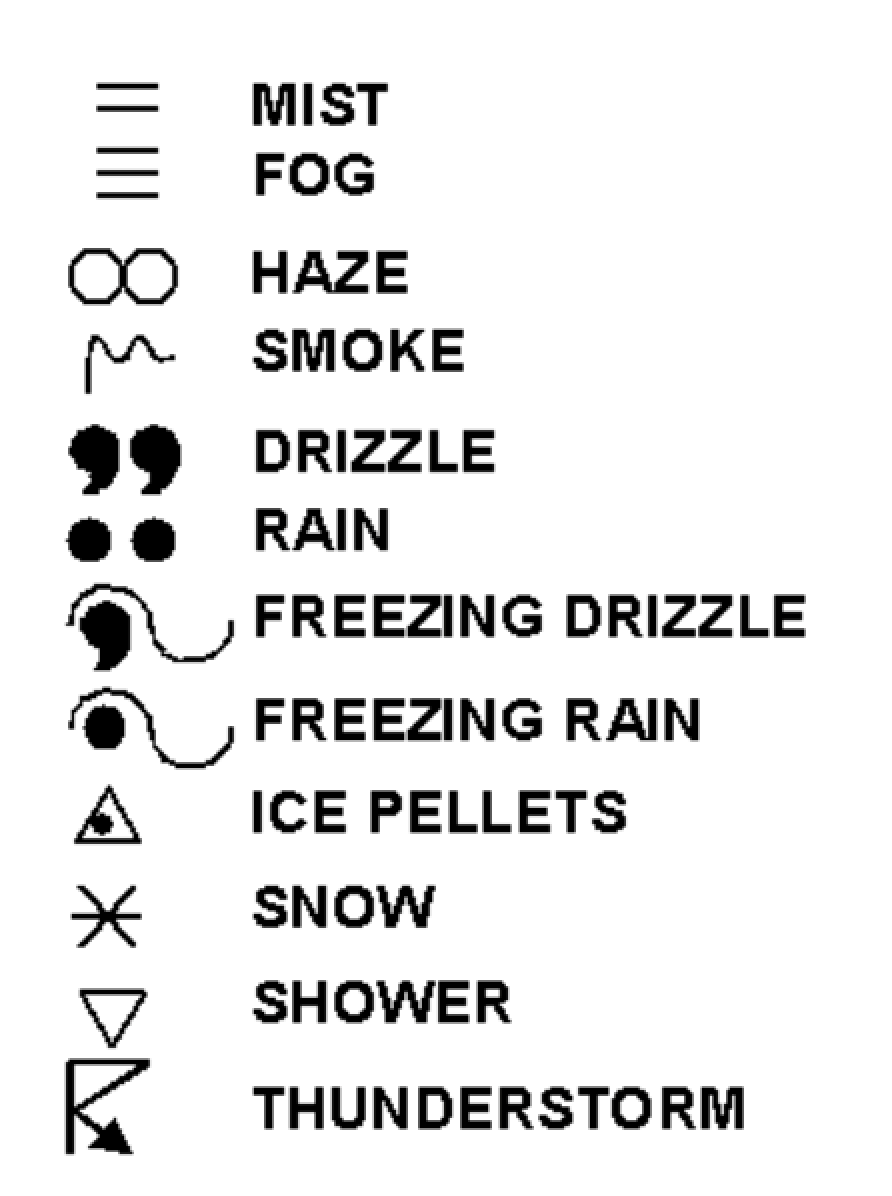 MIST
FOG
HAZE
SMOKE
DRIZZLE
RAIN
FREEZING DRIZZLE
FREEZING RAIN
ICE PELLETS
SNOW
SHOWER
THUNDERSTORM